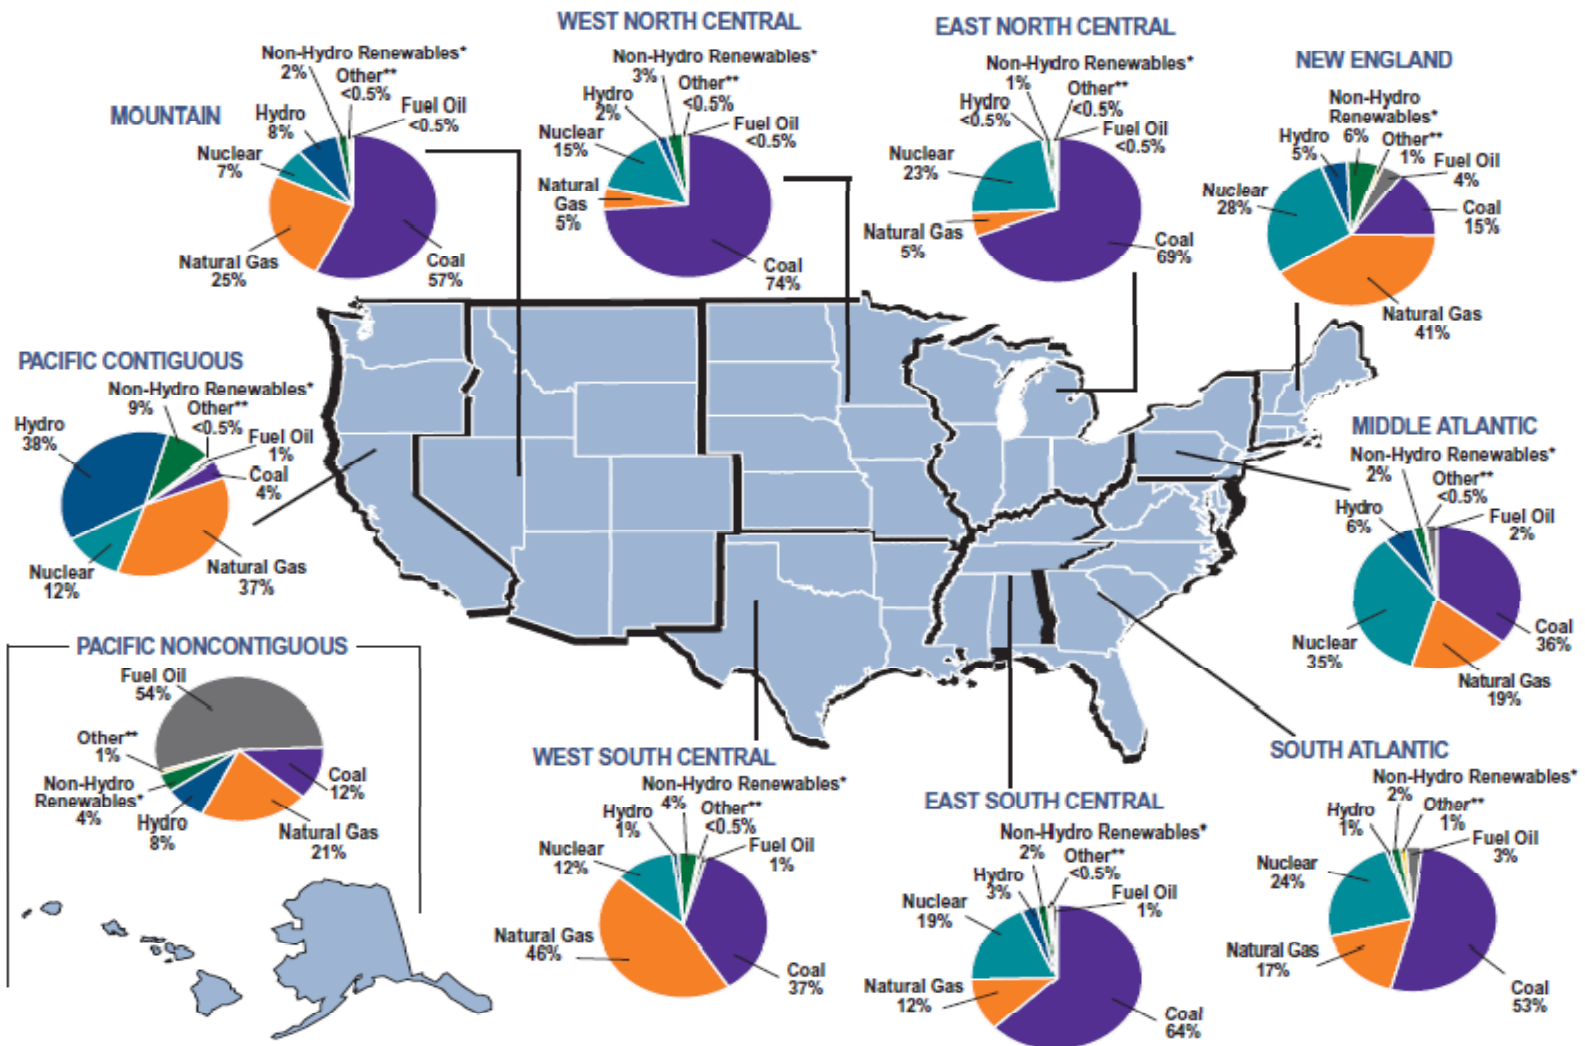 WEST NORTH CENTRAL
Non-Hydro Renewables*
3%
Other**
<0.5%
Hydro
2%
Fuel Oil
<0.5%
Nuclear
15%
Natural
Gas
5%
Coal
74%
EAST NORTH CENTRAL
Non-Hydro Renewables*
1%
Other**
<0.5%
Hydro
<0.5%
Fuel Oil
<0.5%
Nuclear
23%
Natural Gas
5%
Coal
69%
NEW ENGLAND
Non-Hydro
Renewables*
6%
Hydro
5%
Other**
1%
Fuel Oil
4%
Nuclear
28%
Coal
15%
Natural Gas
41%
MOUNTAIN
Non-Hydro Renewables*
2%
Other**
<0.5%
Hydro
8%
Fuel Oil
<0.5%
Nuclear
7%
Natural Gas
25%
Coal
57%
PACIFIC CONTIGUOUS
Non-Hydro Renewables*
9%
Other**
<0.5%
Hydro
38%
Fuel Oil
1%
Coal
4%
Nuclear
12%
Natural Gas
37%
MIDDLE ATLANTIC
Non-Hydro Renewables*
2%
Other**
<0.5%
Hydro
6%
Fuel Oil
2%
Nuclear
35%
Coal
36%
Natural Gas
19%
PACIFIC NONCONTIGUOUS
Fuel Oil
54%
Other**
1%
Non-Hydro
Renewables*
4%
Hydro
8%
Coal
12%
Natural Gas
21%
WEST SOUTH CENTRAL
Non-Hydro Renewables*
4%
Other**
<0.5%
Hydro
1%
Fuel Oil
1%
Nuclear
12%
Natural Gas
46%
Coal
37%
EAST SOUTH CENTRAL
Non-Hydro Renewables*
2%
Other**
<0.5%
Hydro
3%
Fuel Oil
1%
Nuclear
19%
Natural Gas
12%
Coal
64%
SOUTH ATLANTIC
Non-Hydro Renewables*
2%
Other**
1%
Hydro
1%
Fuel Oil
3%
Nuclear
24%
Natural Gas
17%
Coal
53%